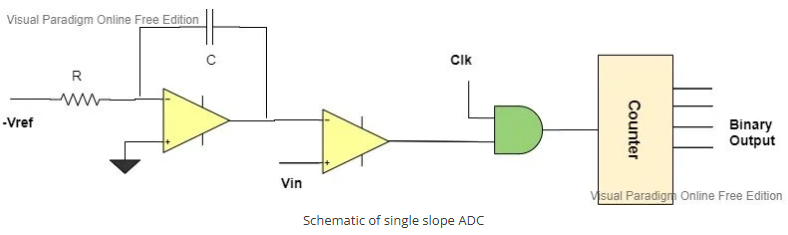 Visual Paradigm Online Free Edition
C
Clk
R
-Vref
Counter
Binary
Output
Vin
Visual Paradigm Online Free Edition
Schematic of single slope ADC